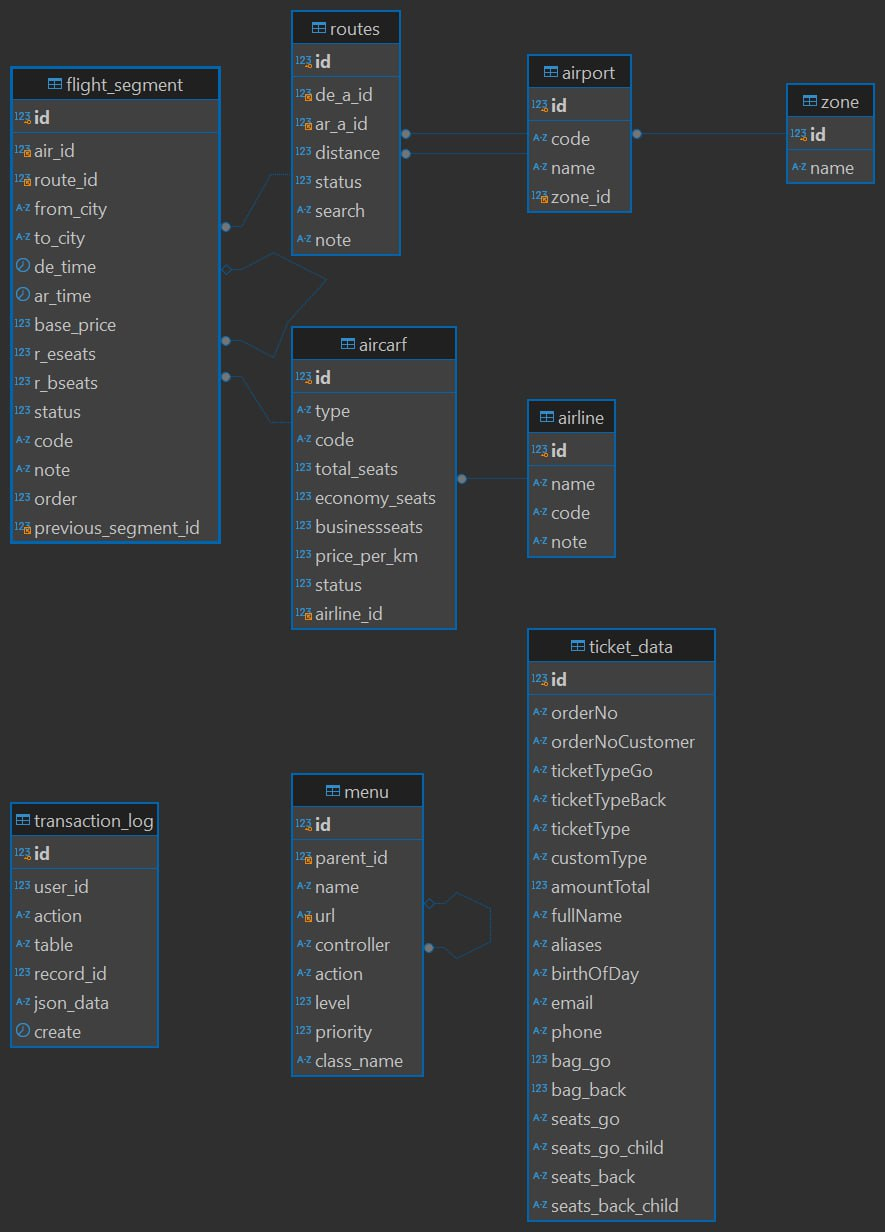 routes
id
de_a_id
ar_a_id
distance
status
search
note
flight_segment
id
air_id
route_id
from_city
to_city
de_time
ar_time
base_price
r_eseats
r_bseats
status
code
note
order
previous_segment_id
airport
id
code
name
zone_id
zone
id
name
aircarf
id
type
code
total_seats
economy_seats
businessseats
price_per_km
status
airline_id
airline
id
name
code
note
ticket_data
id
orderNo
orderNoCustomer
ticketTypeGo
ticketTypeBack
ticketType
customType
amountTotal
fullName
aliases
birthOfDay
email
phone
bag_go
bag_back
seats_go
seats_go_child
seats_back
seats_back_child
menu
id
parent_id
name
url
controller
action
level
priority
class_name
transaction_log
id
user_id
action
table
record_id
json_data
create